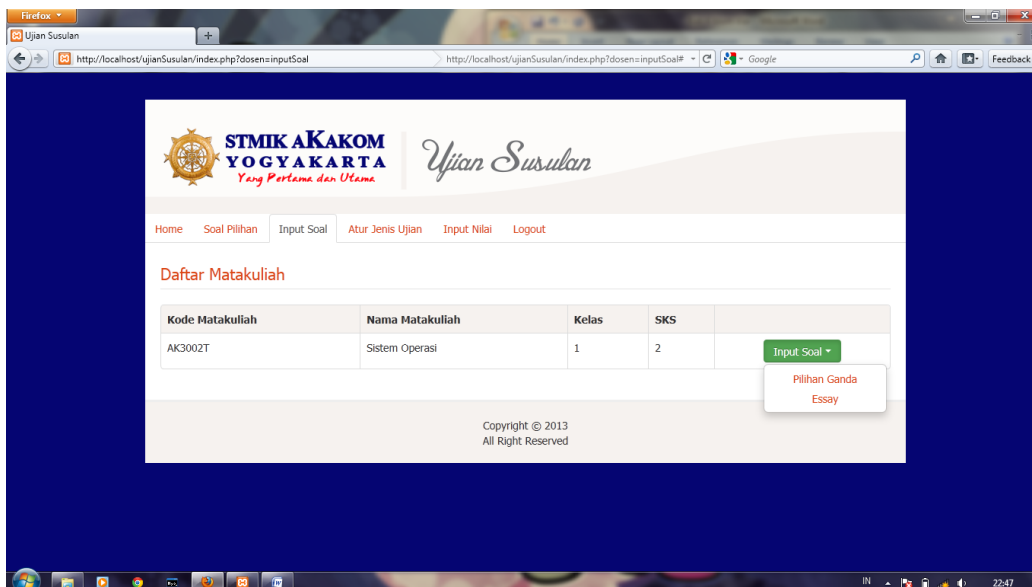 Firefox
Ujian Susulan
http://localhost/ujianSusulan/index.php?dosen=inputSoal
http://localhost/ujianSusulan/index.php?dosen=inputSoal#
Google
Feedback
STMIK AKAKOM
YOGYAKARTA
Yang Pertama dan Utama
Ujian Susulan
Home Soal Pilihan Input Soal Atur Jenis Ujian Input Nilai Logout
Daftar Matakuliah
Kode Matakuliah Nama Matakuliah Kelas SKS
AK3002T Sistem Operasi 1 2 Input Soal
Pilihan Ganda
Essay
Copyright © 2013
All Right Reserved
IN 22:47